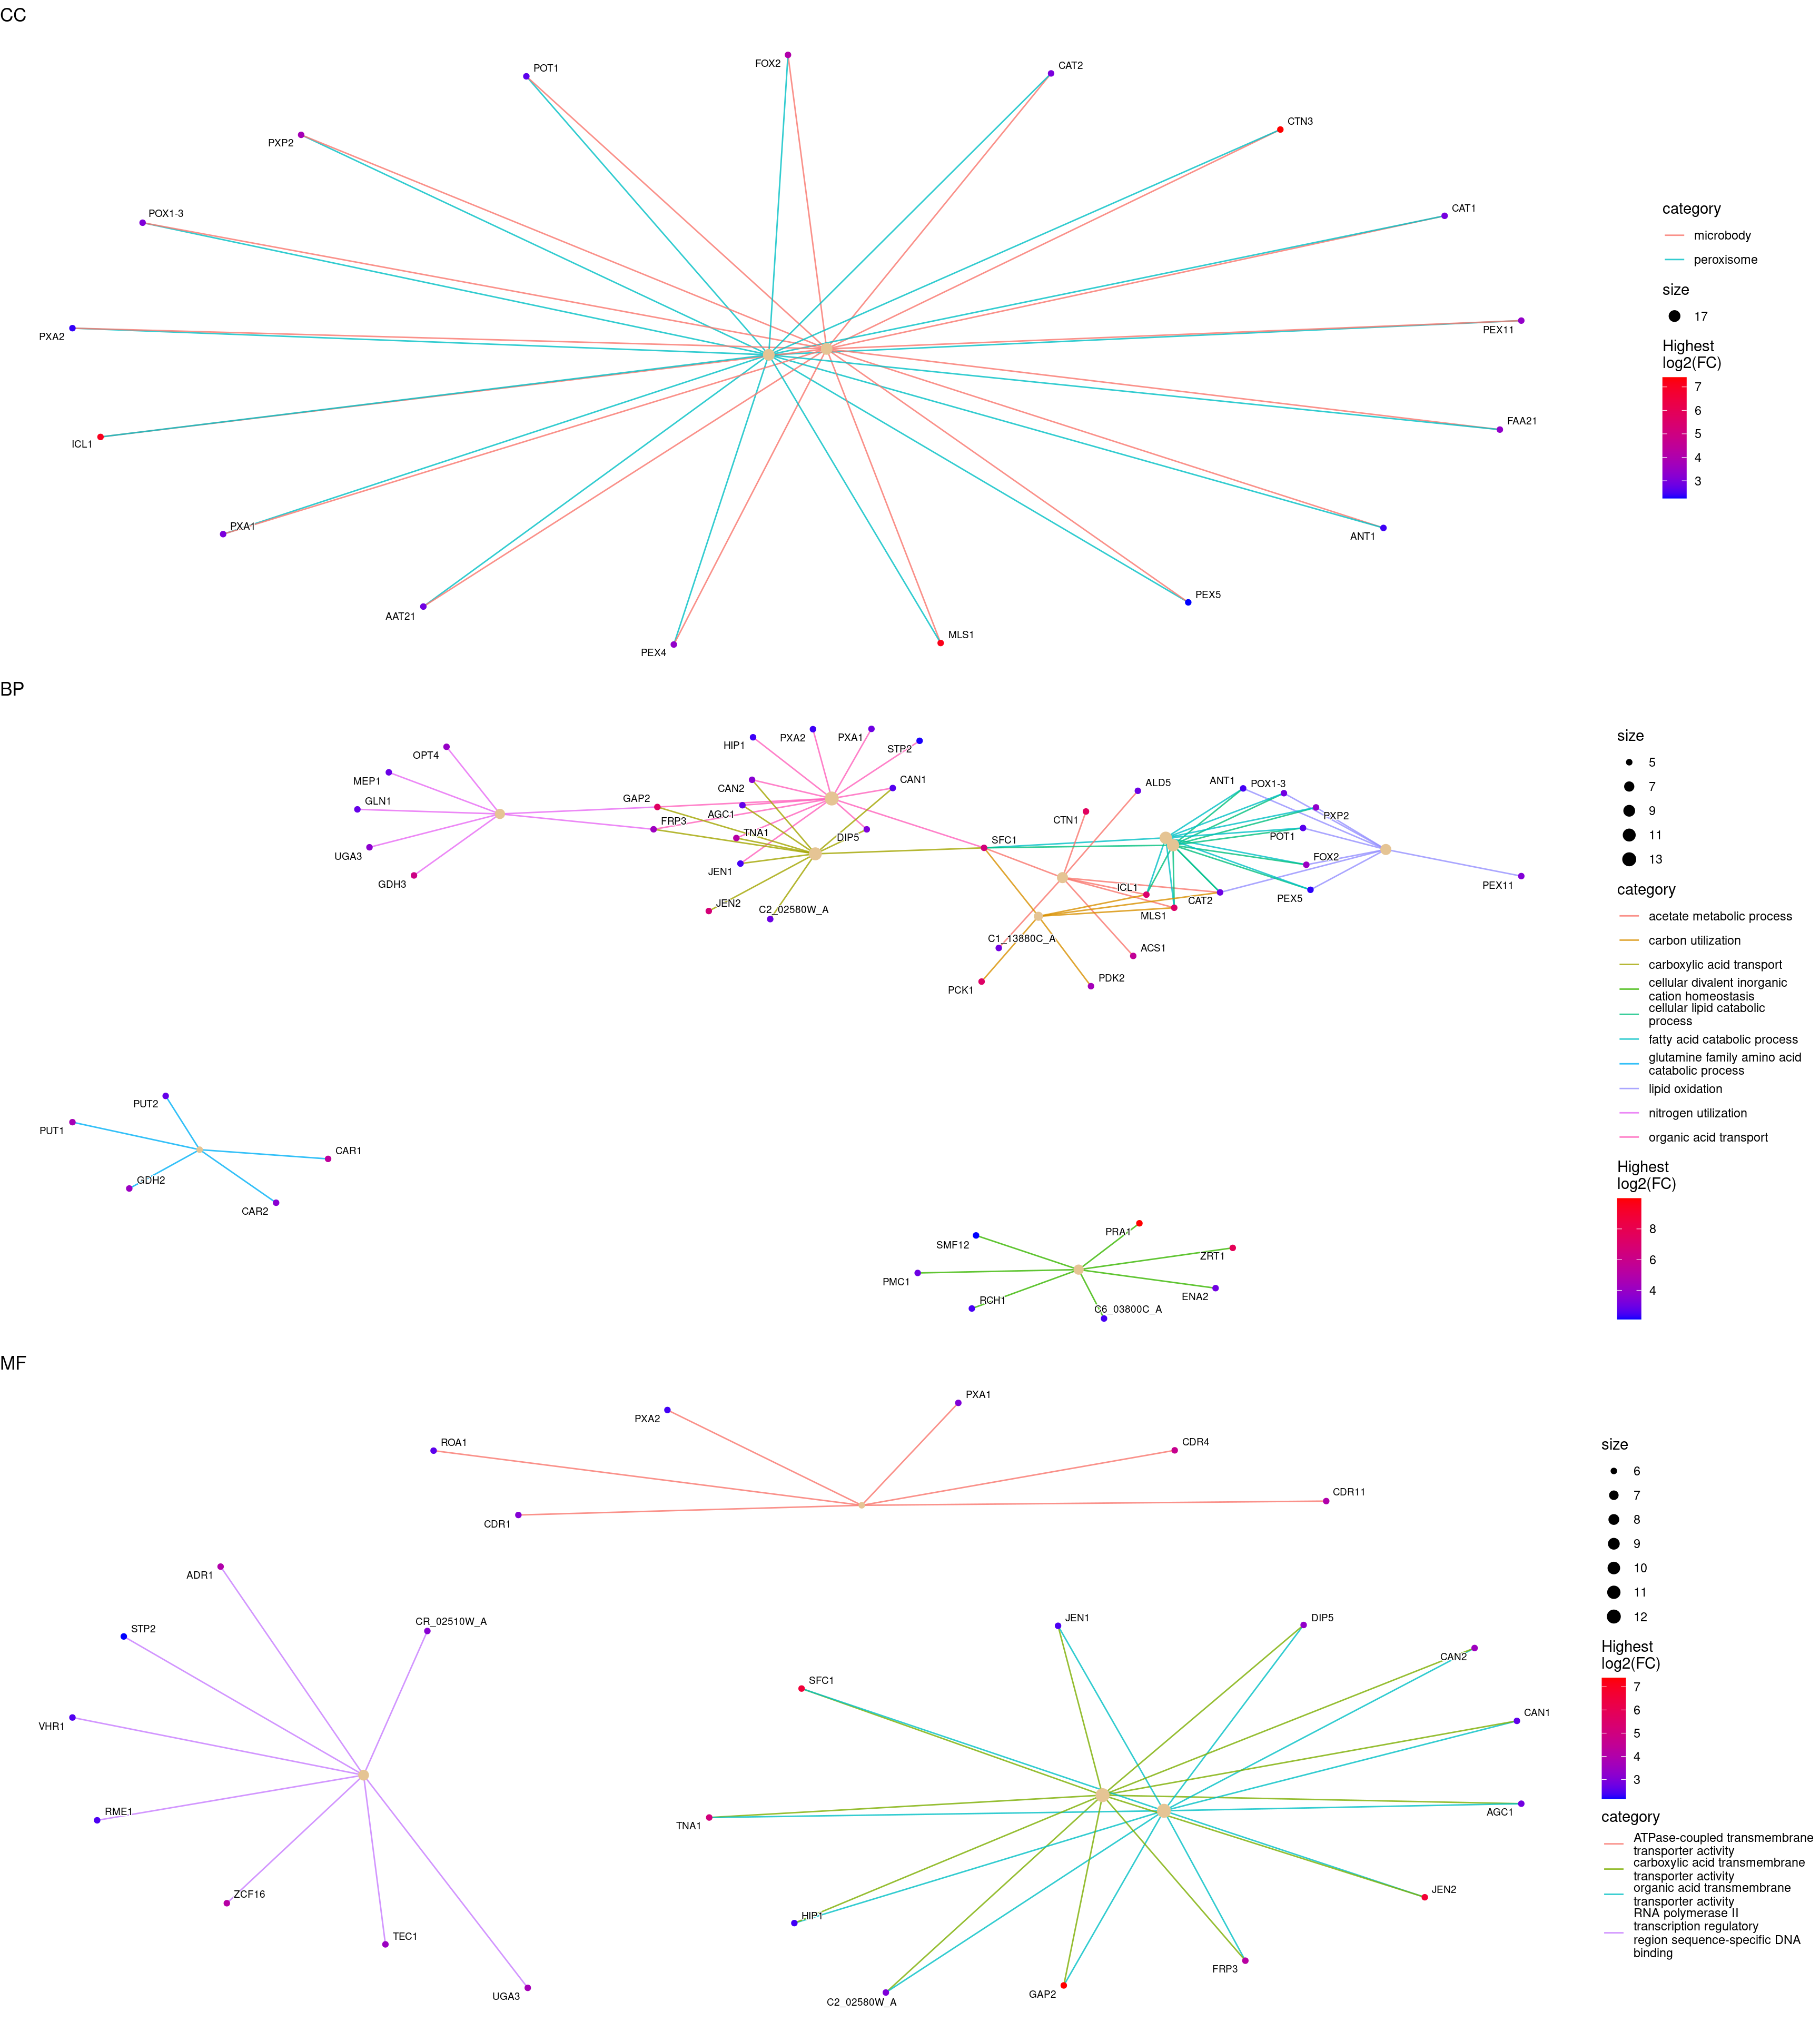 CC
FOX2
POT1
CAT2
CTN3
PXP2
POX1-3
CAT1
PXA2
PEX11
ICL1
FAA21
PXA1
ANT1
AAT21
PEX5
MLS1
PEX4
category
microbody
peroxisome
size
17
Highest
log2(FC)
7
6
5
4
3
BP
OPT4
MEP1
GLN1
UGA3
GDH3
HIP1
PXA2
PXA1
STP2
CAN2
CAN1
GAP2
AGC1
FRP3
TNA1
DIP5
JEN1
JEN2
C2_02580W_A
SFC1
CTN1
ALD5
ANT1
POX1-3
PXP2
POT1
FOX2
PEX5
PEX11
ICL1
CAT2
MLS1
C1_13880C_A
ACS1
PCK1
PDK2
PUT2
PUT1
CAR1
GDH2
CAR2
PRA1
SMF12
ZRT1
PMC1
ENA2
RCH1
C6_03800C_A
size
5
7
9
11
13
category
acetate metabolic process
carbon utilization
carboxylic acid transport
cellular divalent inorganic
cation homeostasis
cellular lipid catabolic
process
fatty acid catabolic process
glutamine family amino acid
catabolic process
lipid oxidation
nitrogen utilization
organic acid transport
Highest
log2(FC)
8
6
4
MF
PXA1
PXA2
ROA1
CDR4
CDR11
CDR1
ADR1
STP2
CR_02510W_A
VHR1
RME1
ZCF16
TEC1
UGA3
JEN1
DIP5
CAN2
SFC1
CAN1
TNA1
AGC1
JEN2
HIP1
FRP3
GAP2
C2_02580W_A
size
6
7
8
9
10
11
12
Highest
log2(FC)
7
6
5
4
3
category
ATPase-coupled transmembrane
transporter activity
carboxylic acid transmembrane
transporter activity
organic acid transmembrane
transporter activity
RNA polymerase II
transcription regulatory
region sequence-specific DNA
binding